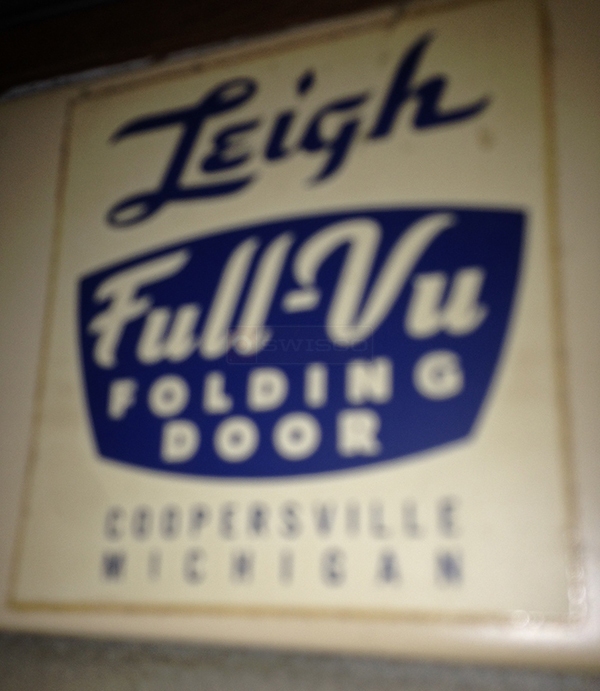 Leigh
Full-Vu
FOLDING
DOOR
COOPERSVILLE
MICHIGAN